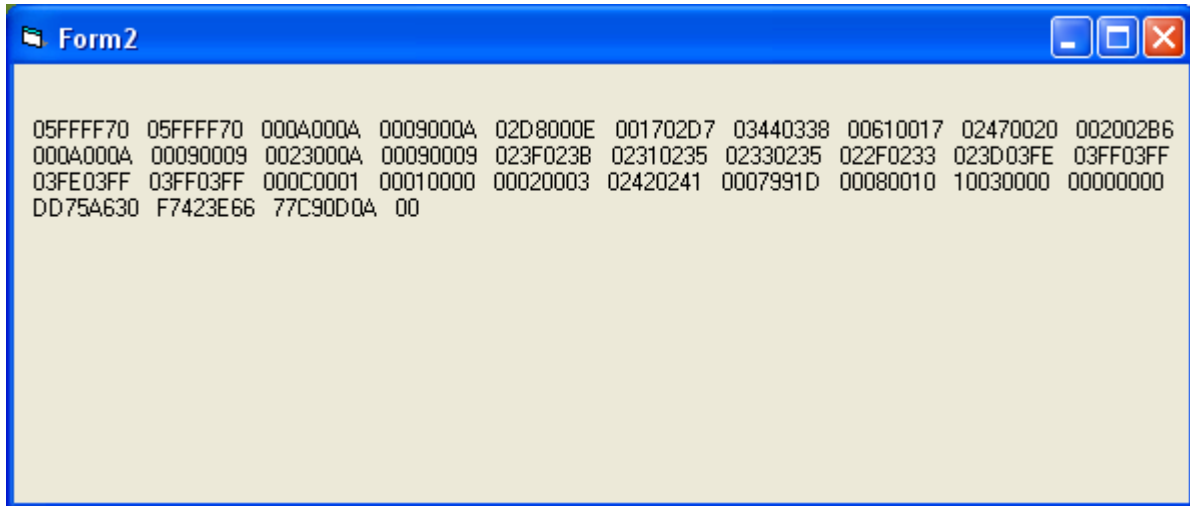 Form2
05FFFF70 05FFFF70 000A000A 0009000A 02D8000E 001702D7 03440338 00610017 02470020 002002B6
000A000A 00090009 0023000A 00090009 023F023B 02310235 02330235 022F0233 023D03FE 03FF03FF
03FE03FF 03FF03FF 000C0001 00010000 00020003 02420241 0007991D 00080010 10030000 00000000
DD75A630 F7423E66 77C90D0A 00